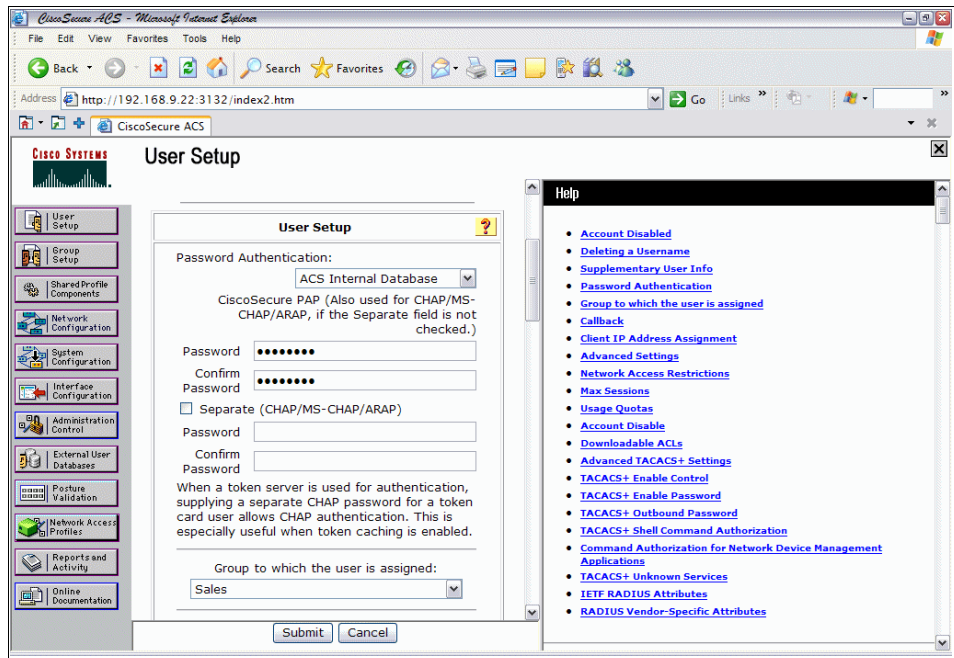 CiscoSecure ACS - Microsoft Internet Explorer
File Edit View Favorites Tools Help
Back Search Favorites
Address http://192.168.9.22:3132/index2.htm Go Links »
CiscoSecure ACS
CISCO SYSTEMS
User Setup
User Setup
Group Setup
Shared Profile Components
Network Configuration
System Configuration
Interface Configuration
Administration Control
External User Databases
Posture Validation
Network Access Profiles
Reports and Activity
Online Documentation
User Setup
?
Password Authentication:
ACS Internal Database
CiscoSecure PAP (Also used for CHAP/MS-
CHAP/ARAP, if the Separate field is not
checked.)
Password ••••••••
Confirm
Password ••••••••
Separate (CHAP/MS-CHAP/ARAP)
Password
Confirm
Password
When a token server is used for authentication,
supplying a separate CHAP password for a token
card user allows CHAP authentication. This is
especially useful when token caching is enabled.
Group to which the user is assigned:
Sales
Submit Cancel
Help
• Account Disabled
• Deleting a Username
• Supplementary User Info
• Password Authentication
• Group to which the user is assigned
• Callback
• Client IP Address Assignment
• Advanced Settings
• Network Access Restrictions
• Max Sessions
• Usage Quotas
• Account Disable
• Downloadable ACLs
• Advanced TACACS+ Settings
• TACACS+ Enable Control
• TACACS+ Enable Password
• TACACS+ Outbound Password
• TACACS+ Shell Command Authorization
• Command Authorization for Network Device Management
Applications
• TACACS+ Unknown Services
• IETF RADIUS Attributes
• RADIUS Vendor-Specific Attributes